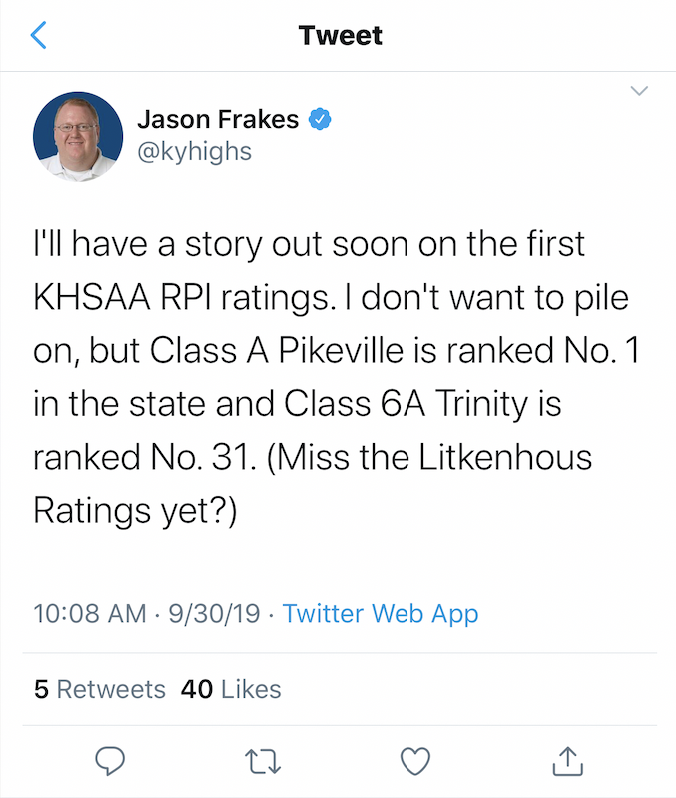 Tweet
Jason Frakes
@kyhighs
I'll have a story out soon on the first
KHSAA RPI ratings. I don't want to pile
on, but Class A Pikeville is ranked No. 1
in the state and Class 6A Trinity is
ranked No. 31. (Miss the Litkenhous
Ratings yet?)
10:08 AM · 9/30/19 · Twitter Web App
5 Retweets 40 Likes